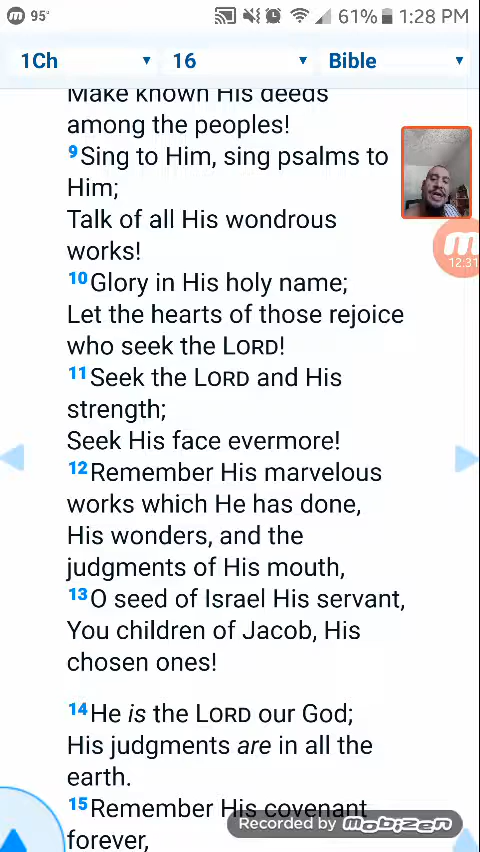 95° 61% 1:28 PM
1Ch 16 Bible
Make known His deeds
among the peoples!
9Sing to Him, sing psalms to
Him;
Talk of all His wondrous
works!
10Glory in His holy name;
Let the hearts of those rejoice
who seek the LORD!
11Seek the LORD and His
strength;
Seek His face evermore!
12Remember His marvelous
works which He has done,
His wonders, and the
judgments of His mouth,
13O seed of Israel His servant,
You children of Jacob, His
chosen ones!
14He is the LORD our God;
His judgments are in all the
earth.
15Remember His covenant
forever,
12:31
Recorded by mobizen